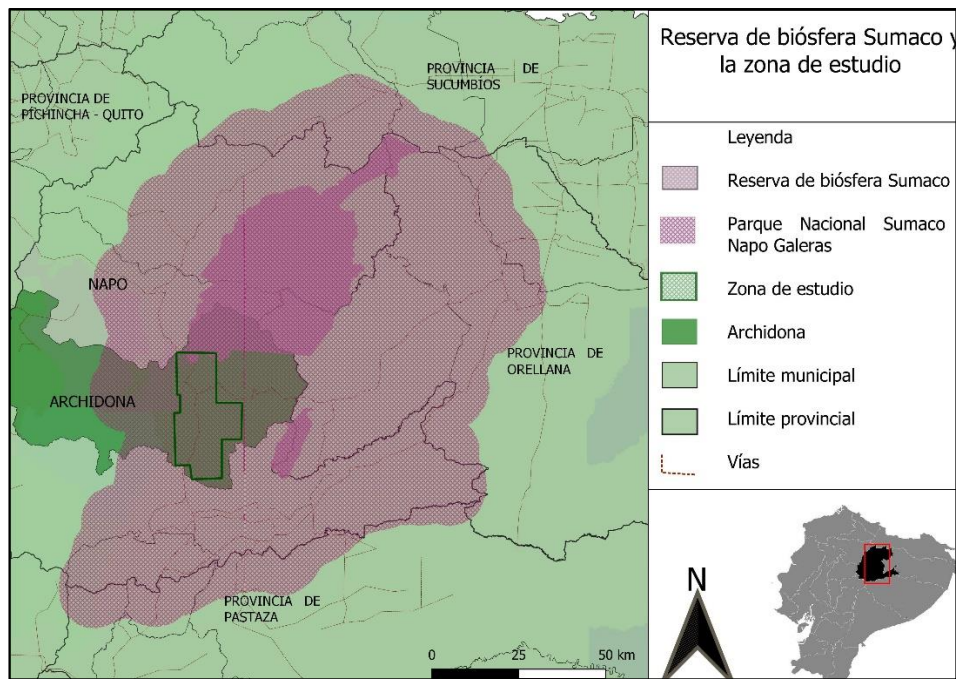 Reserva de biósfera Sumaco y
la zona de estudio
Leyenda
Reserva de biósfera Sumaco
Parque Nacional Sumaco
Napo Galeras
Zona de estudio
Archidona
Límite municipal
Límite provincial
Vías
PROVINCIA DE
SUCUMBIOS
PROVINCIA DE
PICHINCHA - QUITO
NAPO
PROVINCIA DE
ORELLANA
ARCHIDONA
PROVINCIA DE
PASTAZA
0 25 50 km
N